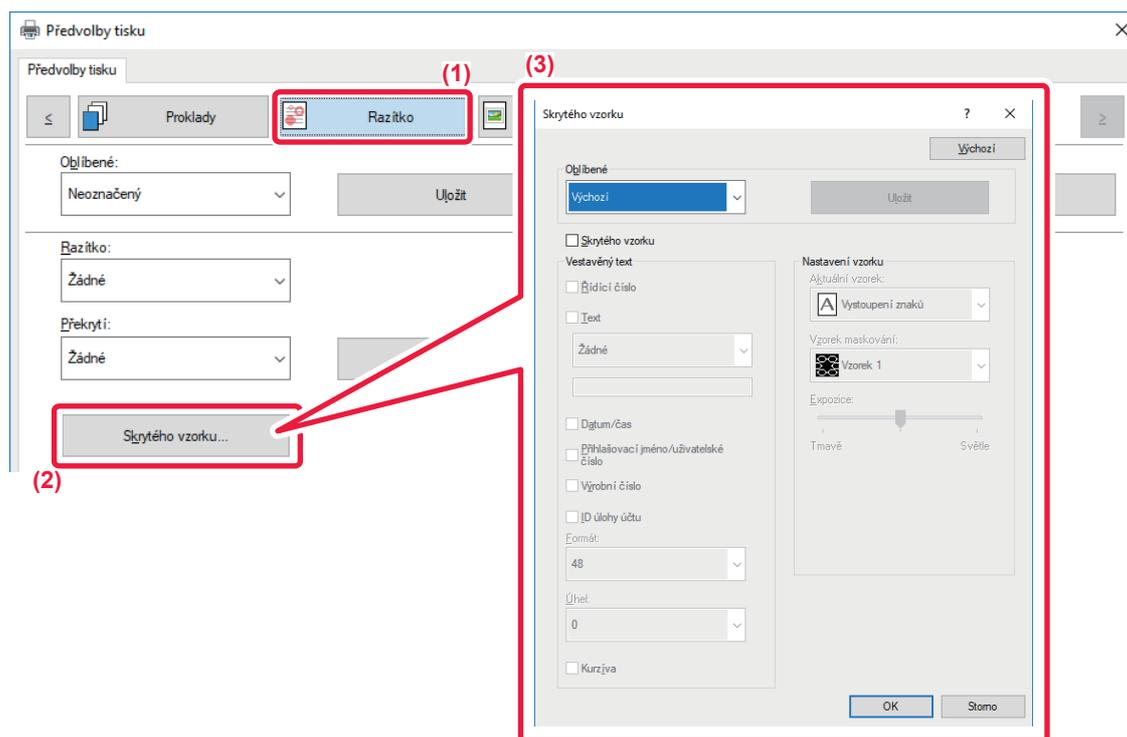 Předvolby tisku
Předvolby tisku
(1)
(3)
<
Proklady
Razítko
>
Oblíbené:
Neoznačený
Uložit
Razítko:
Žádné
Překrytí:
Žádné
Skrytého vzorku...
(2)
Skrytého vzorku
?
Výchozí
Oblíbené
Výchozí
Uložit
Skrytého vzorku
Vestavěný text
Řídicí číslo
Text
Žádné
Datum/čas
Přihlašovací jméno/uživatelské
číslo
Výrobní číslo
ID úlohy účtu
Formát:
48
Úhel:
0
Kurzíva
Nastavení vzorku
Aktuální vzorek:
A Vystoupení znaků
Vzorek maskování:
Vzorek 1
Expozice:
Tmavě Světle
OK Storno